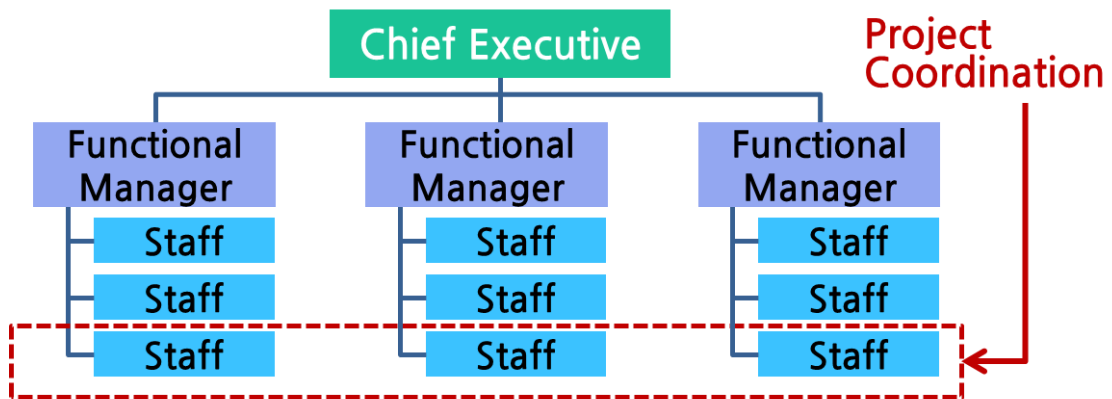 Chief Executive
Project
Coordination
Functional
Manager
Functional
Manager
Functional
Manager
Staff
Staff
Staff
Staff
Staff
Staff
Staff
Staff
Staff